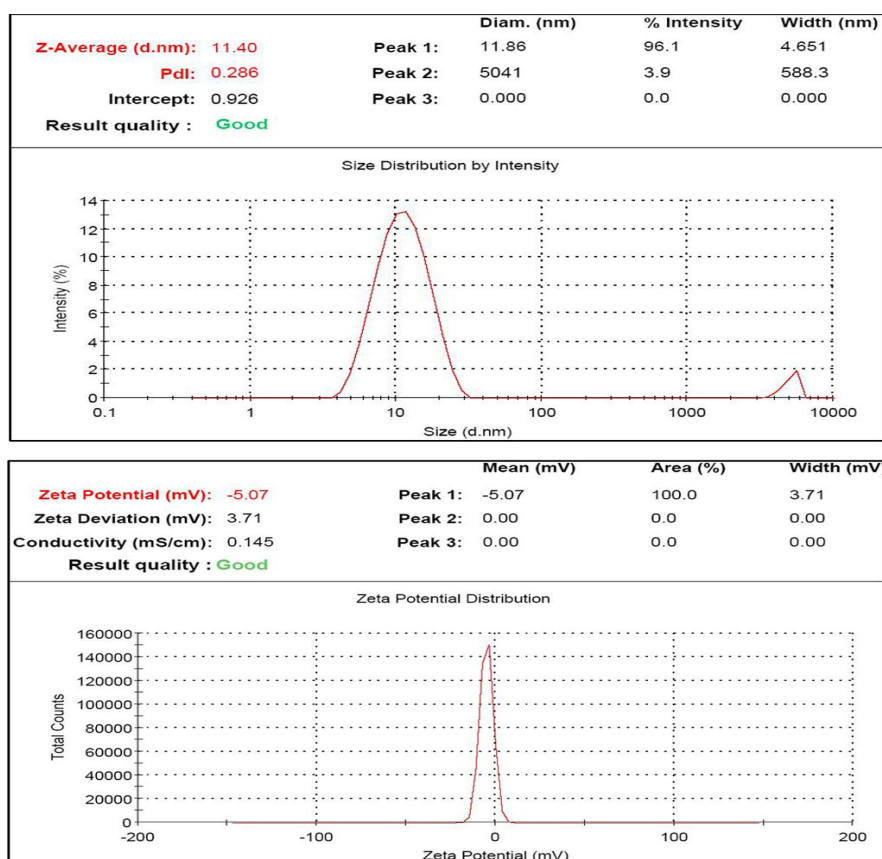 Diam. (nm) % Intensity Width (nm)
Z-Average (d.nm): 11.40 Peak 1: 11.86 96.1 4.651
PdI: 0.286 Peak 2: 5041 3.9 588.3
Intercept: 0.926 Peak 3: 0.000 0.0 0.000
Result quality : Good
Size Distribution by Intensity
14
12
10
8
6
4
2
0
Intensity (%)
0.1 1 10 100 1000 10000
Size (d.nm)
Mean (mV) Area (%) Width (mV
Zeta Potential (mV): -5.07 Peak 1: -5.07 100.0 3.71
Zeta Deviation (mV): 3.71 Peak 2: 0.00 0.0 0.00
Conductivity (mS/cm): 0.145 Peak 3: 0.00 0.0 0.00
Result quality : Good
Zeta Potential Distribution
160000
140000
120000
100000
80000
60000
40000
20000
0
Total Counts
-200 -100 0 100 200
Zeta Potential (mV)